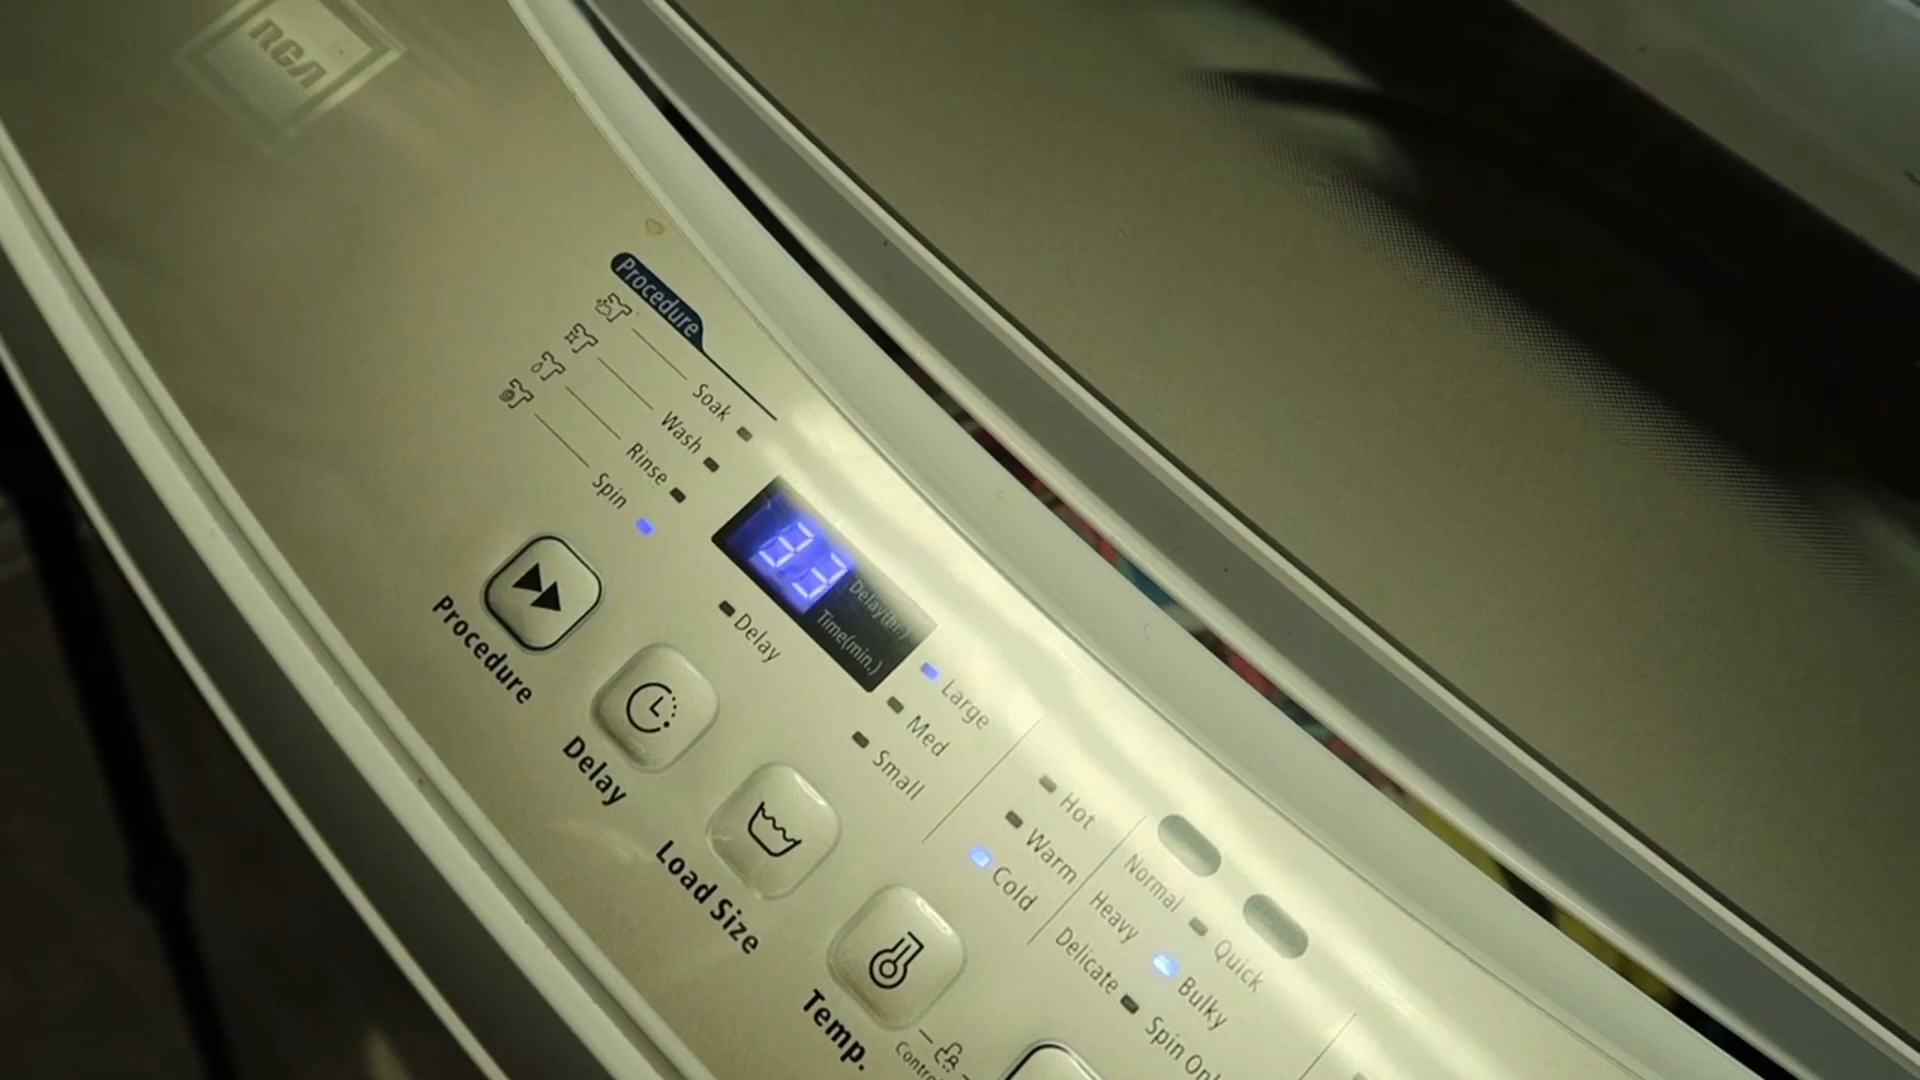 RCA
Procedure
Soak
Wash
Rinse
Spin
Delay(hr.)
Time(min.)
Delay
Large
Med
Small
Hot
Warm
Cold
Normal
Heavy
Delicate
Quick
Bulky
Spin
Procedure
Delay
Load Size
Temp.